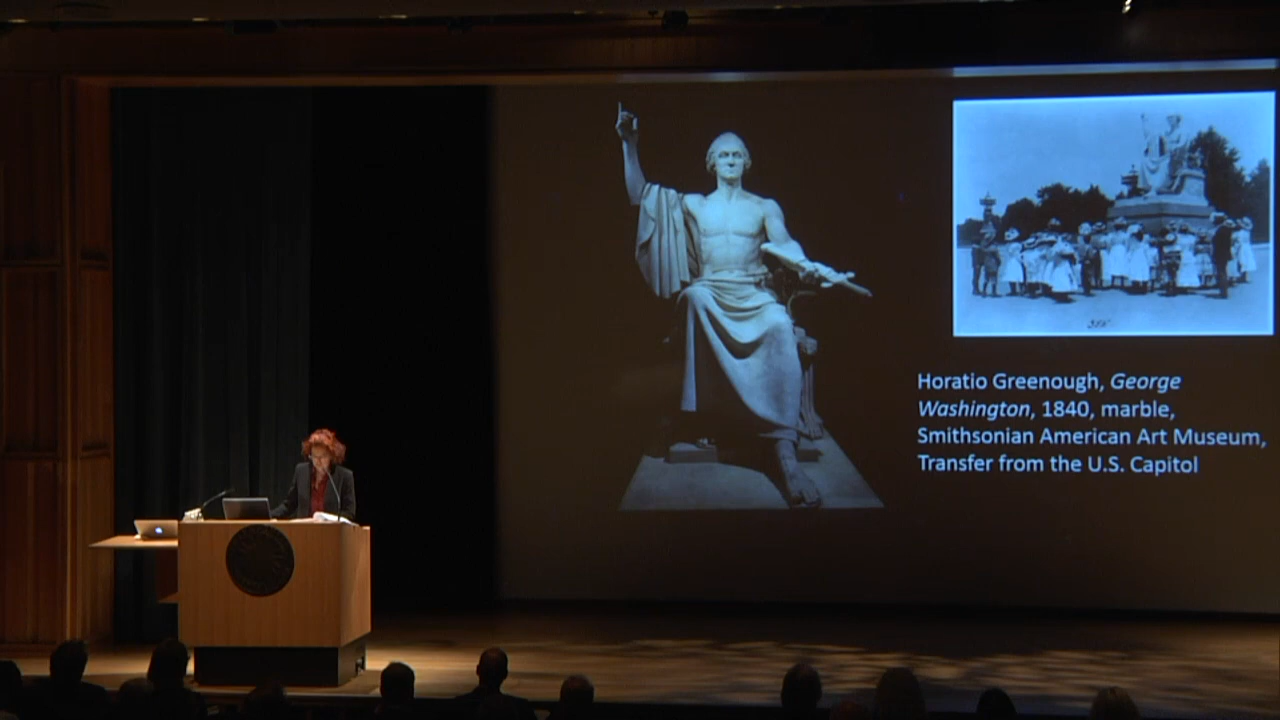 Horatio Greenough, George
Washington, 1840, marble,
Smithsonian American Art Museum,
Transfer from the U.S. Capitol